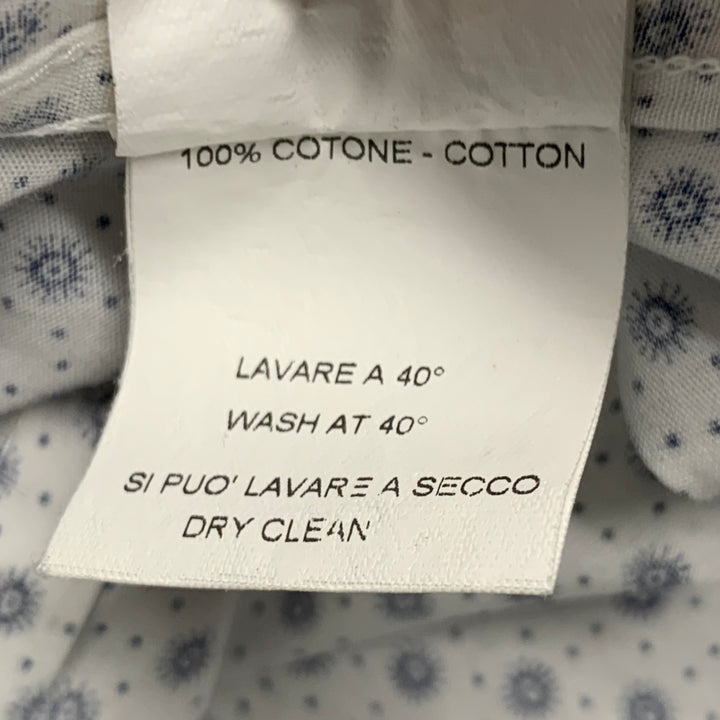 100% COTONE - COTTON
LAVARE A 40°
WASH AT 40°
SI PUO' LAVARE A SECCO
DRY CLEAN